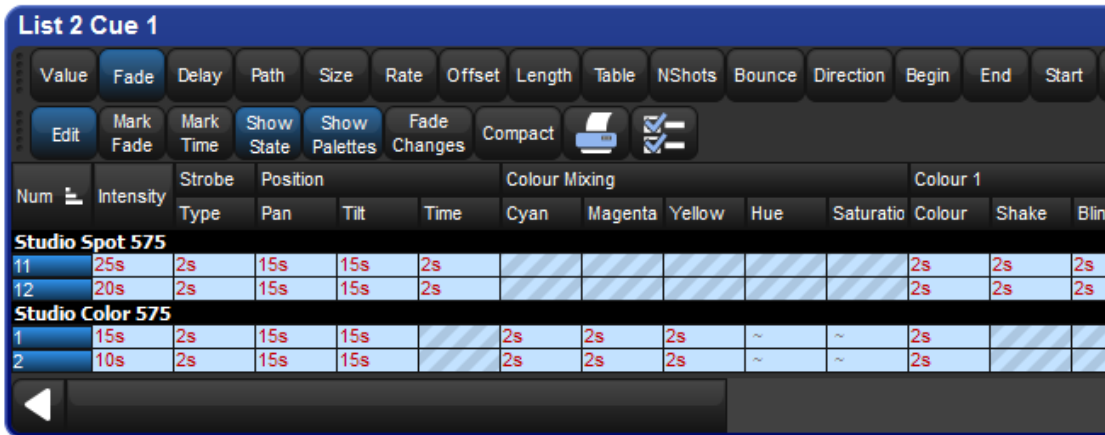 List 2 Cue 1
Value Fade Delay Path Size Rate Offset Length Table NShots Bounce Direction Begin End Start
Edit Mark Fade Mark Time Show State Show Palettes Fade Changes Compact
Num Intensity Strobe Position Colour Mixing Colour 1
Type Pan Tilt Time Cyan Magenta Yellow Hue Saturatio Colour Shake Blin
Studio Spot 575
11 25s 2s 15s 15s 2s 2s 2s 2s
12 20s 2s 15s 15s 2s 2s 2s 2s
Studio Color 575
1 15s 2s 15s 15s 2s 2s 2s ~ ~ 2s
2 10s 2s 15s 15s 2s 2s 2s ~ ~ 2s